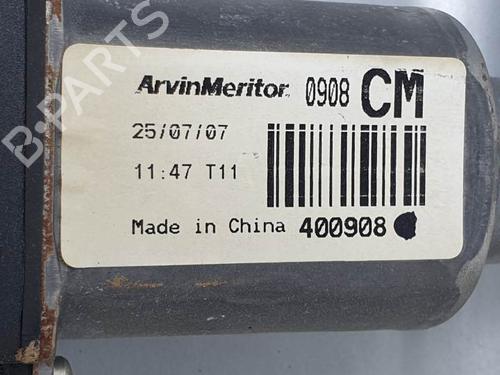 ArvinMeritor 0908 CM
25/07/07
11:47 T11
Made in China 400908
B-PARTS